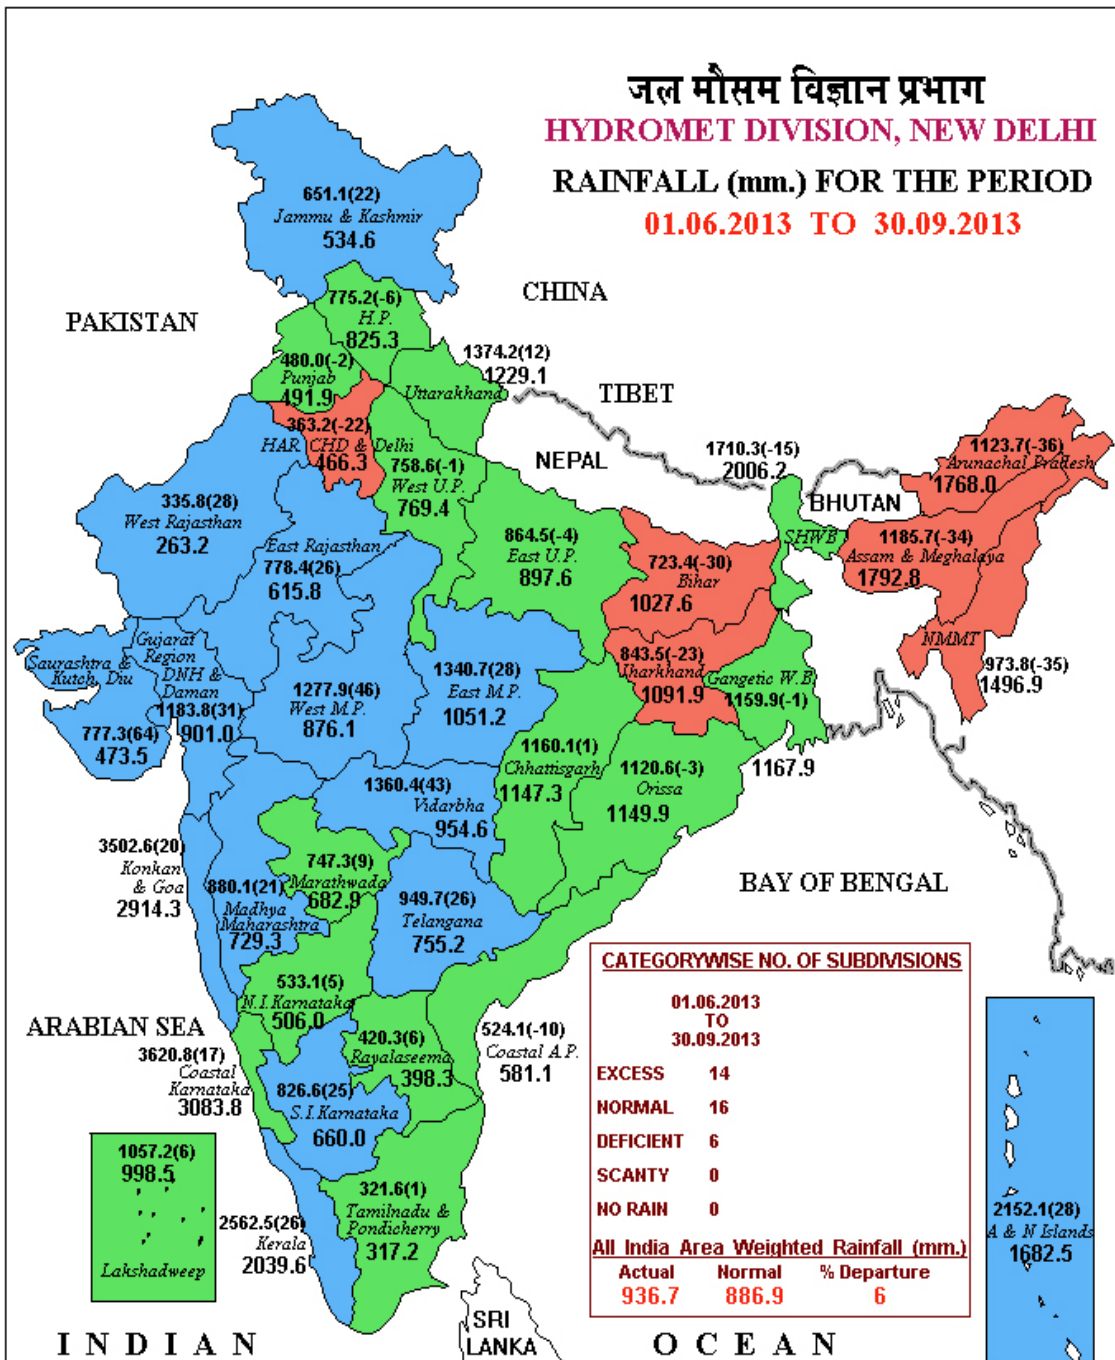 जल मौसम विज्ञान प्रभाग
HYDROMET DIVISION, NEW DELHI
RAINFALL (mm.) FOR THE PERIOD
01.06.2013 TO 30.09.2013
651.1(22)
Jammu & Kashmir
534.6
CHINA
PAKISTAN
775.2(-6)
H.P.
825.3
480.0(-2)
Punjab
491.9
1374.2(12)
1229.1
Uttarakhand
TIBET
363.2(-22)
HAR CHD & Delhi
466.3
NEPAL
1710.3(-15)
2006.2
BHUTAN
SHWB
1123.7(-36)
Arunachal Pradesh
1768.0
758.6(-1)
West U.P.
769.4
335.8(28)
West Rajasthan
263.2
East Rajasthan
778.4(26)
615.8
864.5(-4)
East U.P.
897.6
723.4(-30)
Bihar
1027.6
1185.7(-34)
Assam & Meghalaya
1792.8
NMMT
973.8(-35)
1496.9
Saurashtra &
Kutch, Diu
777.3(64)
473.5
Gujarat
Region
DNH &
Daman
1183.8(31)
901.0
1277.9(46)
West M.P.
876.1
1340.7(28)
East M.P.
1051.2
843.5(-23)
Jharkhand
1091.9
Gangetic W.B
1159.9(-1)
1167.9
1160.1(1)
Chhattisgarh
1147.3
1120.6(-3)
Orissa
1149.9
1360.4(43)
Vidarbha
954.6
3502.6(20)
Konkan
& Goa
2914.3
880.1(21)
Madhya
Maharashtra
729.3
747.3(9)
Marathwada
682.9
949.7(26)
Telangana
755.2
BAY OF BENGAL
533.1(5)
N.I.Karnataka
506.0
ARABIAN SEA
3620.8(17)
Coastal
Karnataka
3083.8
420.3(6)
Rayalaseema
398.3
524.1(-10)
Coastal A.P.
581.1
826.6(25)
S.I.Karnataka
660.0
1057.2(6)
998.5
Lakshadweep
2562.5(26)
Kerala
2039.6
321.6(1)
Tamilnadu &
Pondicherry
317.2
CATEGORYWISE NO. OF SUBDIVISIONS
01.06.2013
TO
30.09.2013
EXCESS 14
NORMAL 16
DEFICIENT 6
SCANTY 0
NO RAIN 0
All India Area Weighted Rainfall (mm.)
Actual Normal % Departure
936.7 886.9 6
2152.1(28)
A & N Islands
1682.5
SRI
LANKA
INDIAN OCEAN